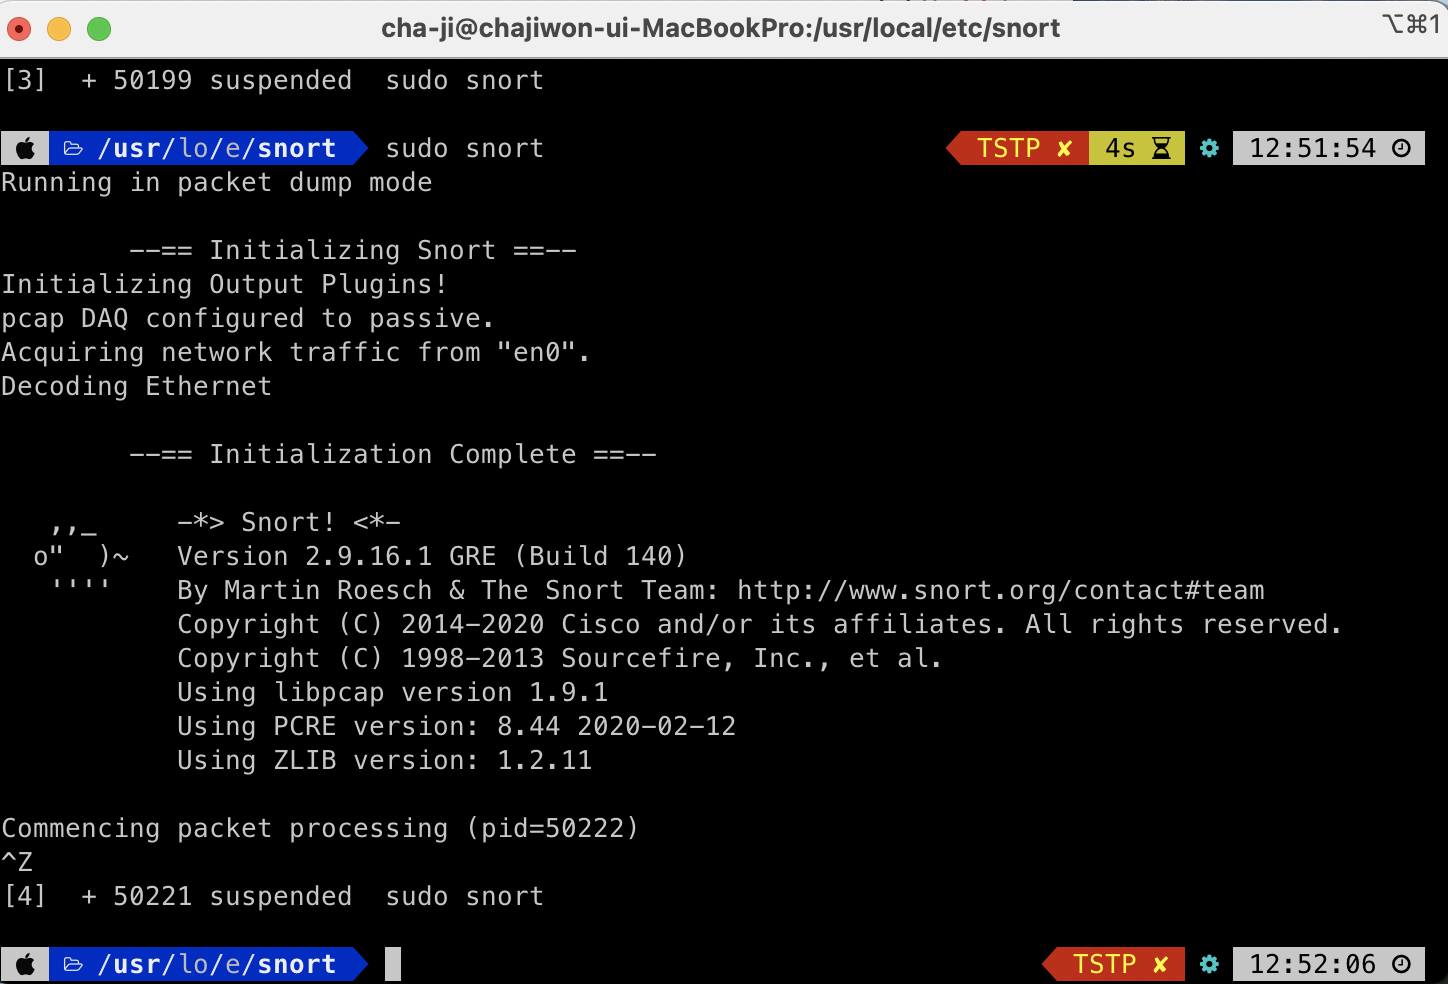 cha-ji@chajiwon-ui-MacBookPro:/usr/local/etc/snort ⌥⌘1
[3]  + 50199 suspended  sudo snort
/usr/lo/e/snort sudo snort TSTP ✘ 4s 12:51:54
Running in packet dump mode
--== Initializing Snort ==--
Initializing Output Plugins!
pcap DAQ configured to passive.
Acquiring network traffic from "en0".
Decoding Ethernet
--== Initialization Complete ==--
,,_     -*> Snort! <*-
o"  )~   Version 2.9.16.1 GRE (Build 140)
''''    By Martin Roesch & The Snort Team: http://www.snort.org/contact#team
Copyright (C) 2014-2020 Cisco and/or its affiliates. All rights reserved.
Copyright (C) 1998-2013 Sourcefire, Inc., et al.
Using libpcap version 1.9.1
Using PCRE version: 8.44 2020-02-12
Using ZLIB version: 1.2.11
Commencing packet processing (pid=50222)
^Z
[4]  + 50221 suspended  sudo snort
/usr/lo/e/snort TSTP ✘ 12:52:06